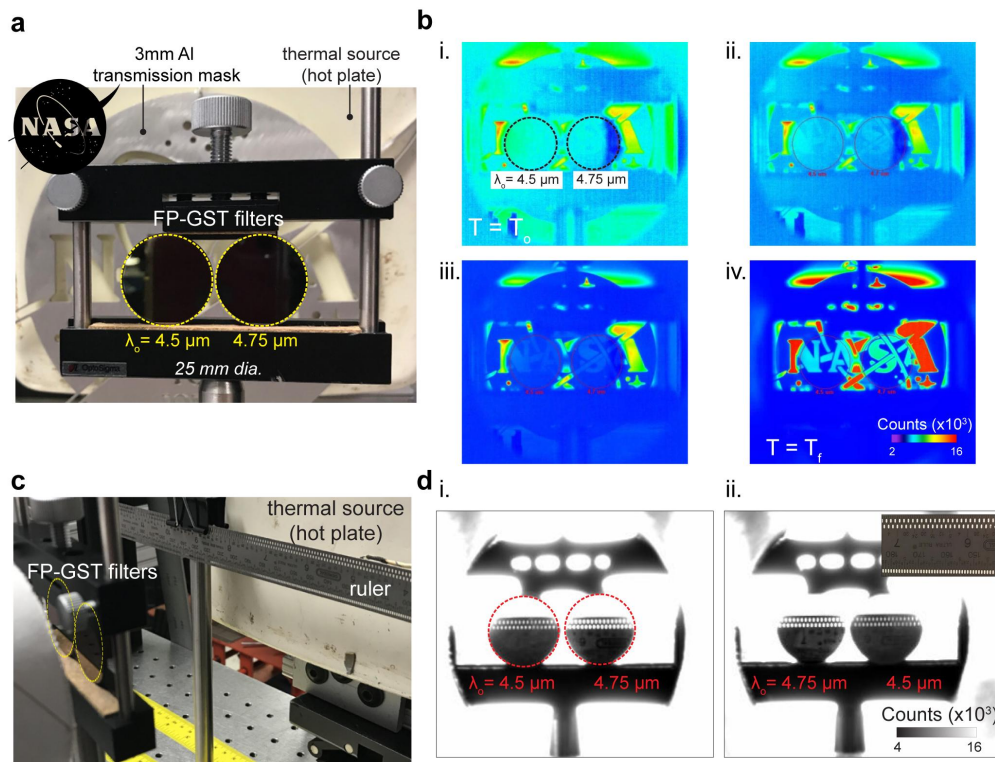 a
3mm Al
transmission mask
thermal source
(hot plate)
NASA
FP-GST filters
λo= 4.5 µm 4.75 µm
25 mm dia.
OptoSigma
b
i.
λo= 4.5 µm 4.75 µm
T = To
ii.
iii.
iv.
Counts (x10³)
2 16
T = Tf
c
thermal source
(hot plate)
FP-GST filters
ruler
d
i.
λo= 4.5 µm 4.75 µm
ii.
7 6
λo= 4.75 µm 4.5 µm
Counts (x10³)
4 16